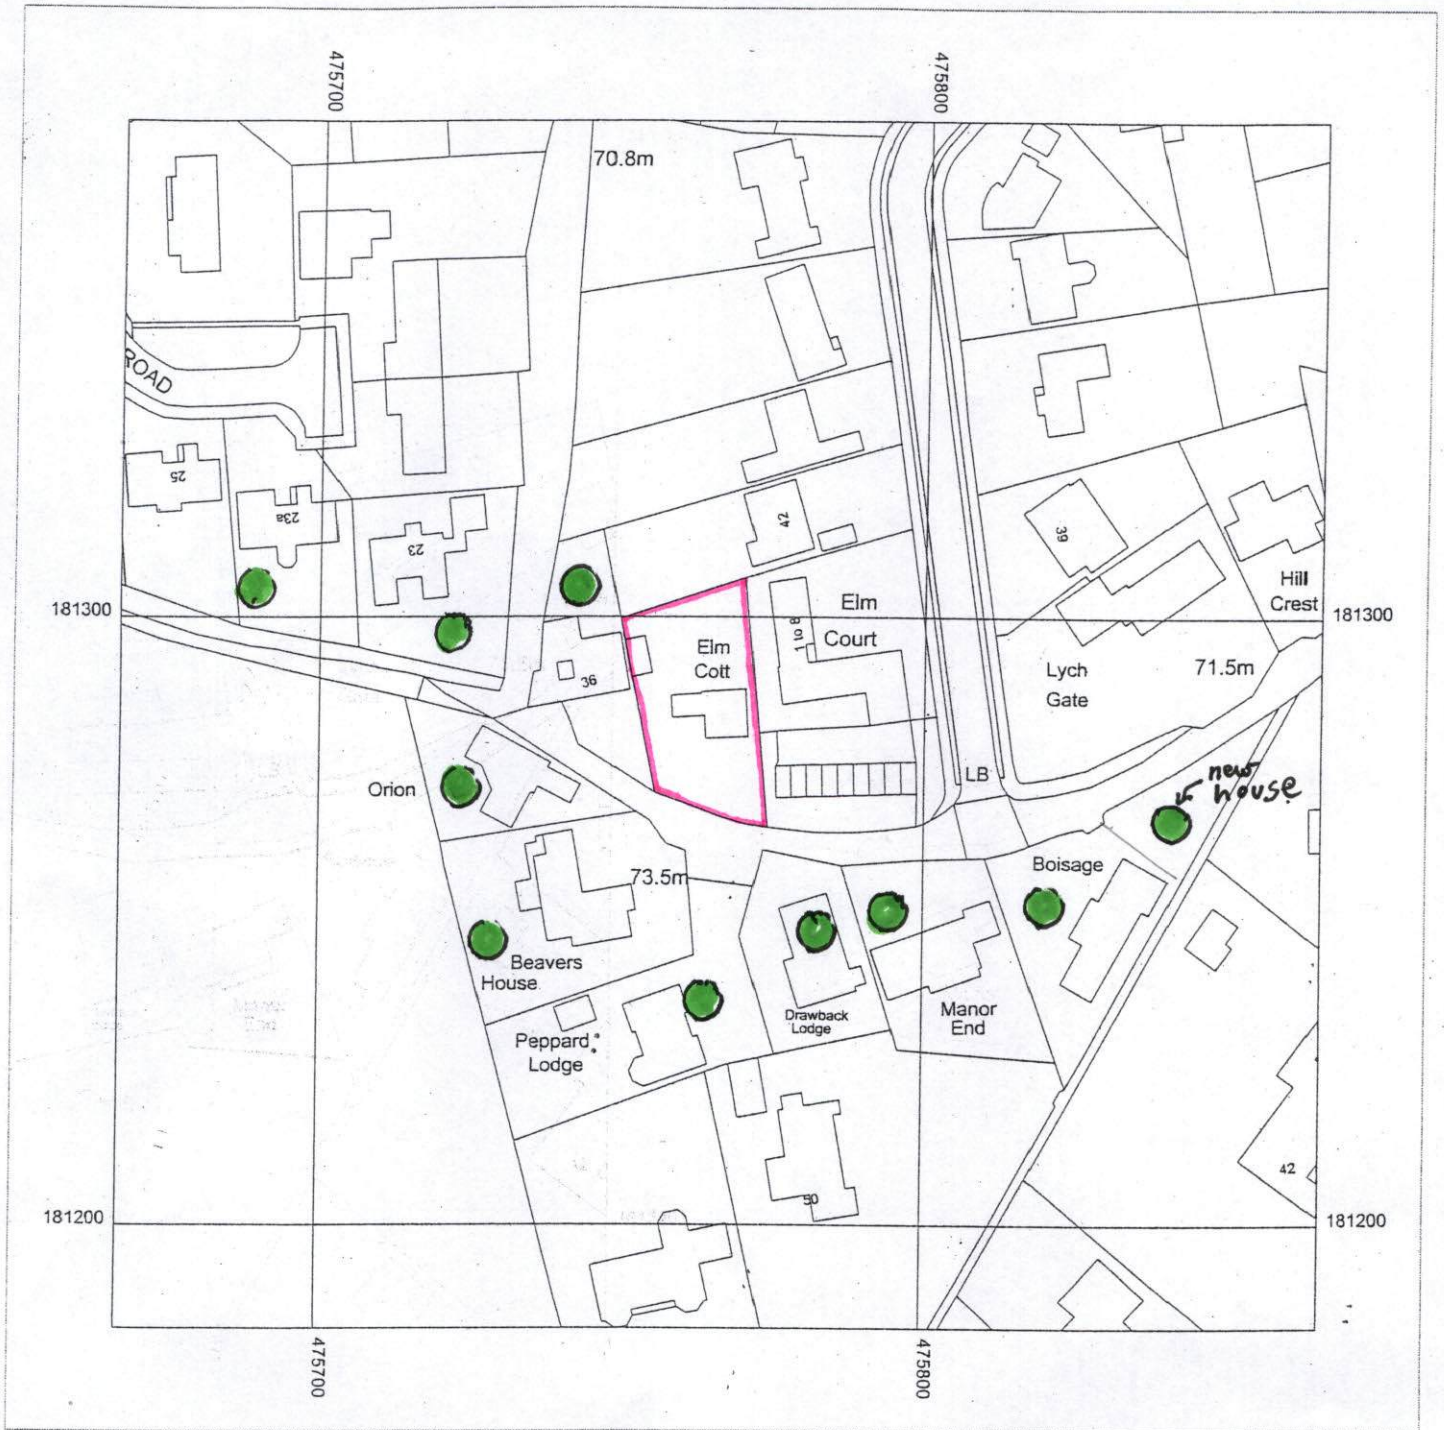 475700
475800
70.8m
ROAD
25
23a
23
42
39
Hill
Crest
181300
181300
Elm
Court
1 to 8
Elm
Cott
36
Lych
Gate
71.5m
LB
new
house
Orion
Boisage
73.5m
Beavers
House
Drawback
Lodge
Manor
End
Peppard
Lodge
50
42
181200
181200
475700
475800